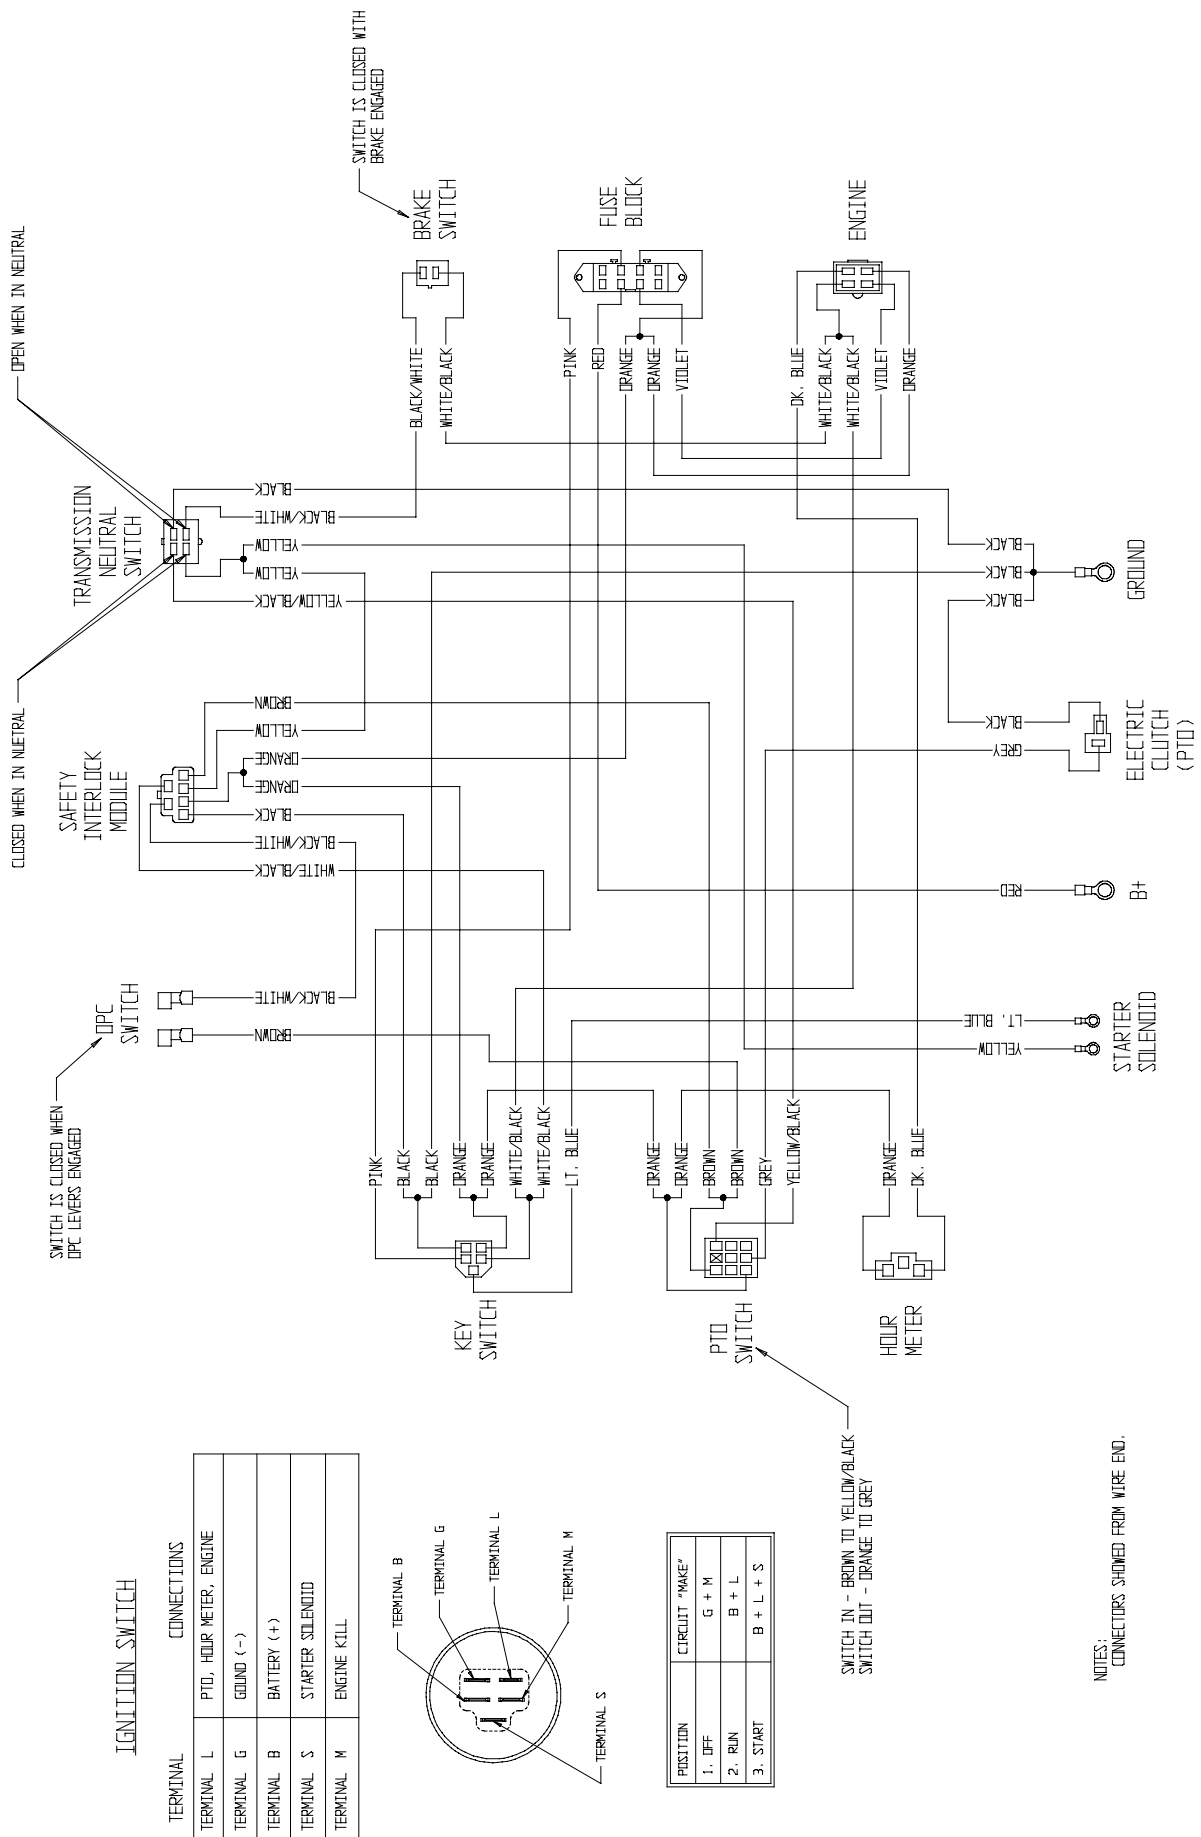 IGNITION SWITCH
TERMINAL CONNECTIONS
TERMINAL L PTO, HOUR METER, ENGINE
TERMINAL G GOUND (-)
TERMINAL B BATTERY (+)
TERMINAL S STARTER SOLENOID
TERMINAL M ENGINE KILL
TERMINAL B
TERMINAL G
TERMINAL L
TERMINAL M
TERMINAL S
POSITION CIRCUIT "MAKE"
1. OFF G + M
2. RUN B + L
3. START B + L + S
SWITCH IN - BROWN TO YELLOW/BLACK
SWITCH OUT - ORANGE TO GREY
NOTES:
CONNECTORS SHOWED FROM WIRE END.
SWITCH IS CLOSED WHEN
OPC LEVERS ENGAGED
OPC
SWITCH
BLACK/WHITE
BROWN
CLOSED WHEN IN NUETRAL
SAFETY
INTERLOCK
MODULE
BROWN
YELLOW
ORANGE
ORANGE
BLACK
BLACK/WHITE
WHITE/BLACK
OPEN WHEN IN NEUTRAL
TRANSMISSION
NEUTRAL
SWITCH
BLACK
BLACK/WHITE
YELLOW
YELLOW
YELLOW/BLACK
SWITCH IS CLOSED WITH
BRAKE ENGAGED
BRAKE
SWITCH
BLACK/WHITE
WHITE/BLACK
FUSE
BLOCK
PINK
RED
ORANGE
ORANGE
VIOLET
ENGINE
DK. BLUE
WHITE/BLACK
WHITE/BLACK
VIOLET
ORANGE
KEY
SWITCH
PINK
BLACK
BLACK
ORANGE
ORANGE
WHITE/BLACK
WHITE/BLACK
LT. BLUE
PTO
SWITCH
ORANGE
ORANGE
BROWN
BROWN
GREY
YELLOW/BLACK
HOUR
METER
ORANGE
DK. BLUE
STARTER
SOLENOID
LT. BLUE
YELLOW
B+
RED
ELECTRIC
CLUTCH
(PTO)
BLACK
GREY
GROUND
BLACK
BLACK
BLACK